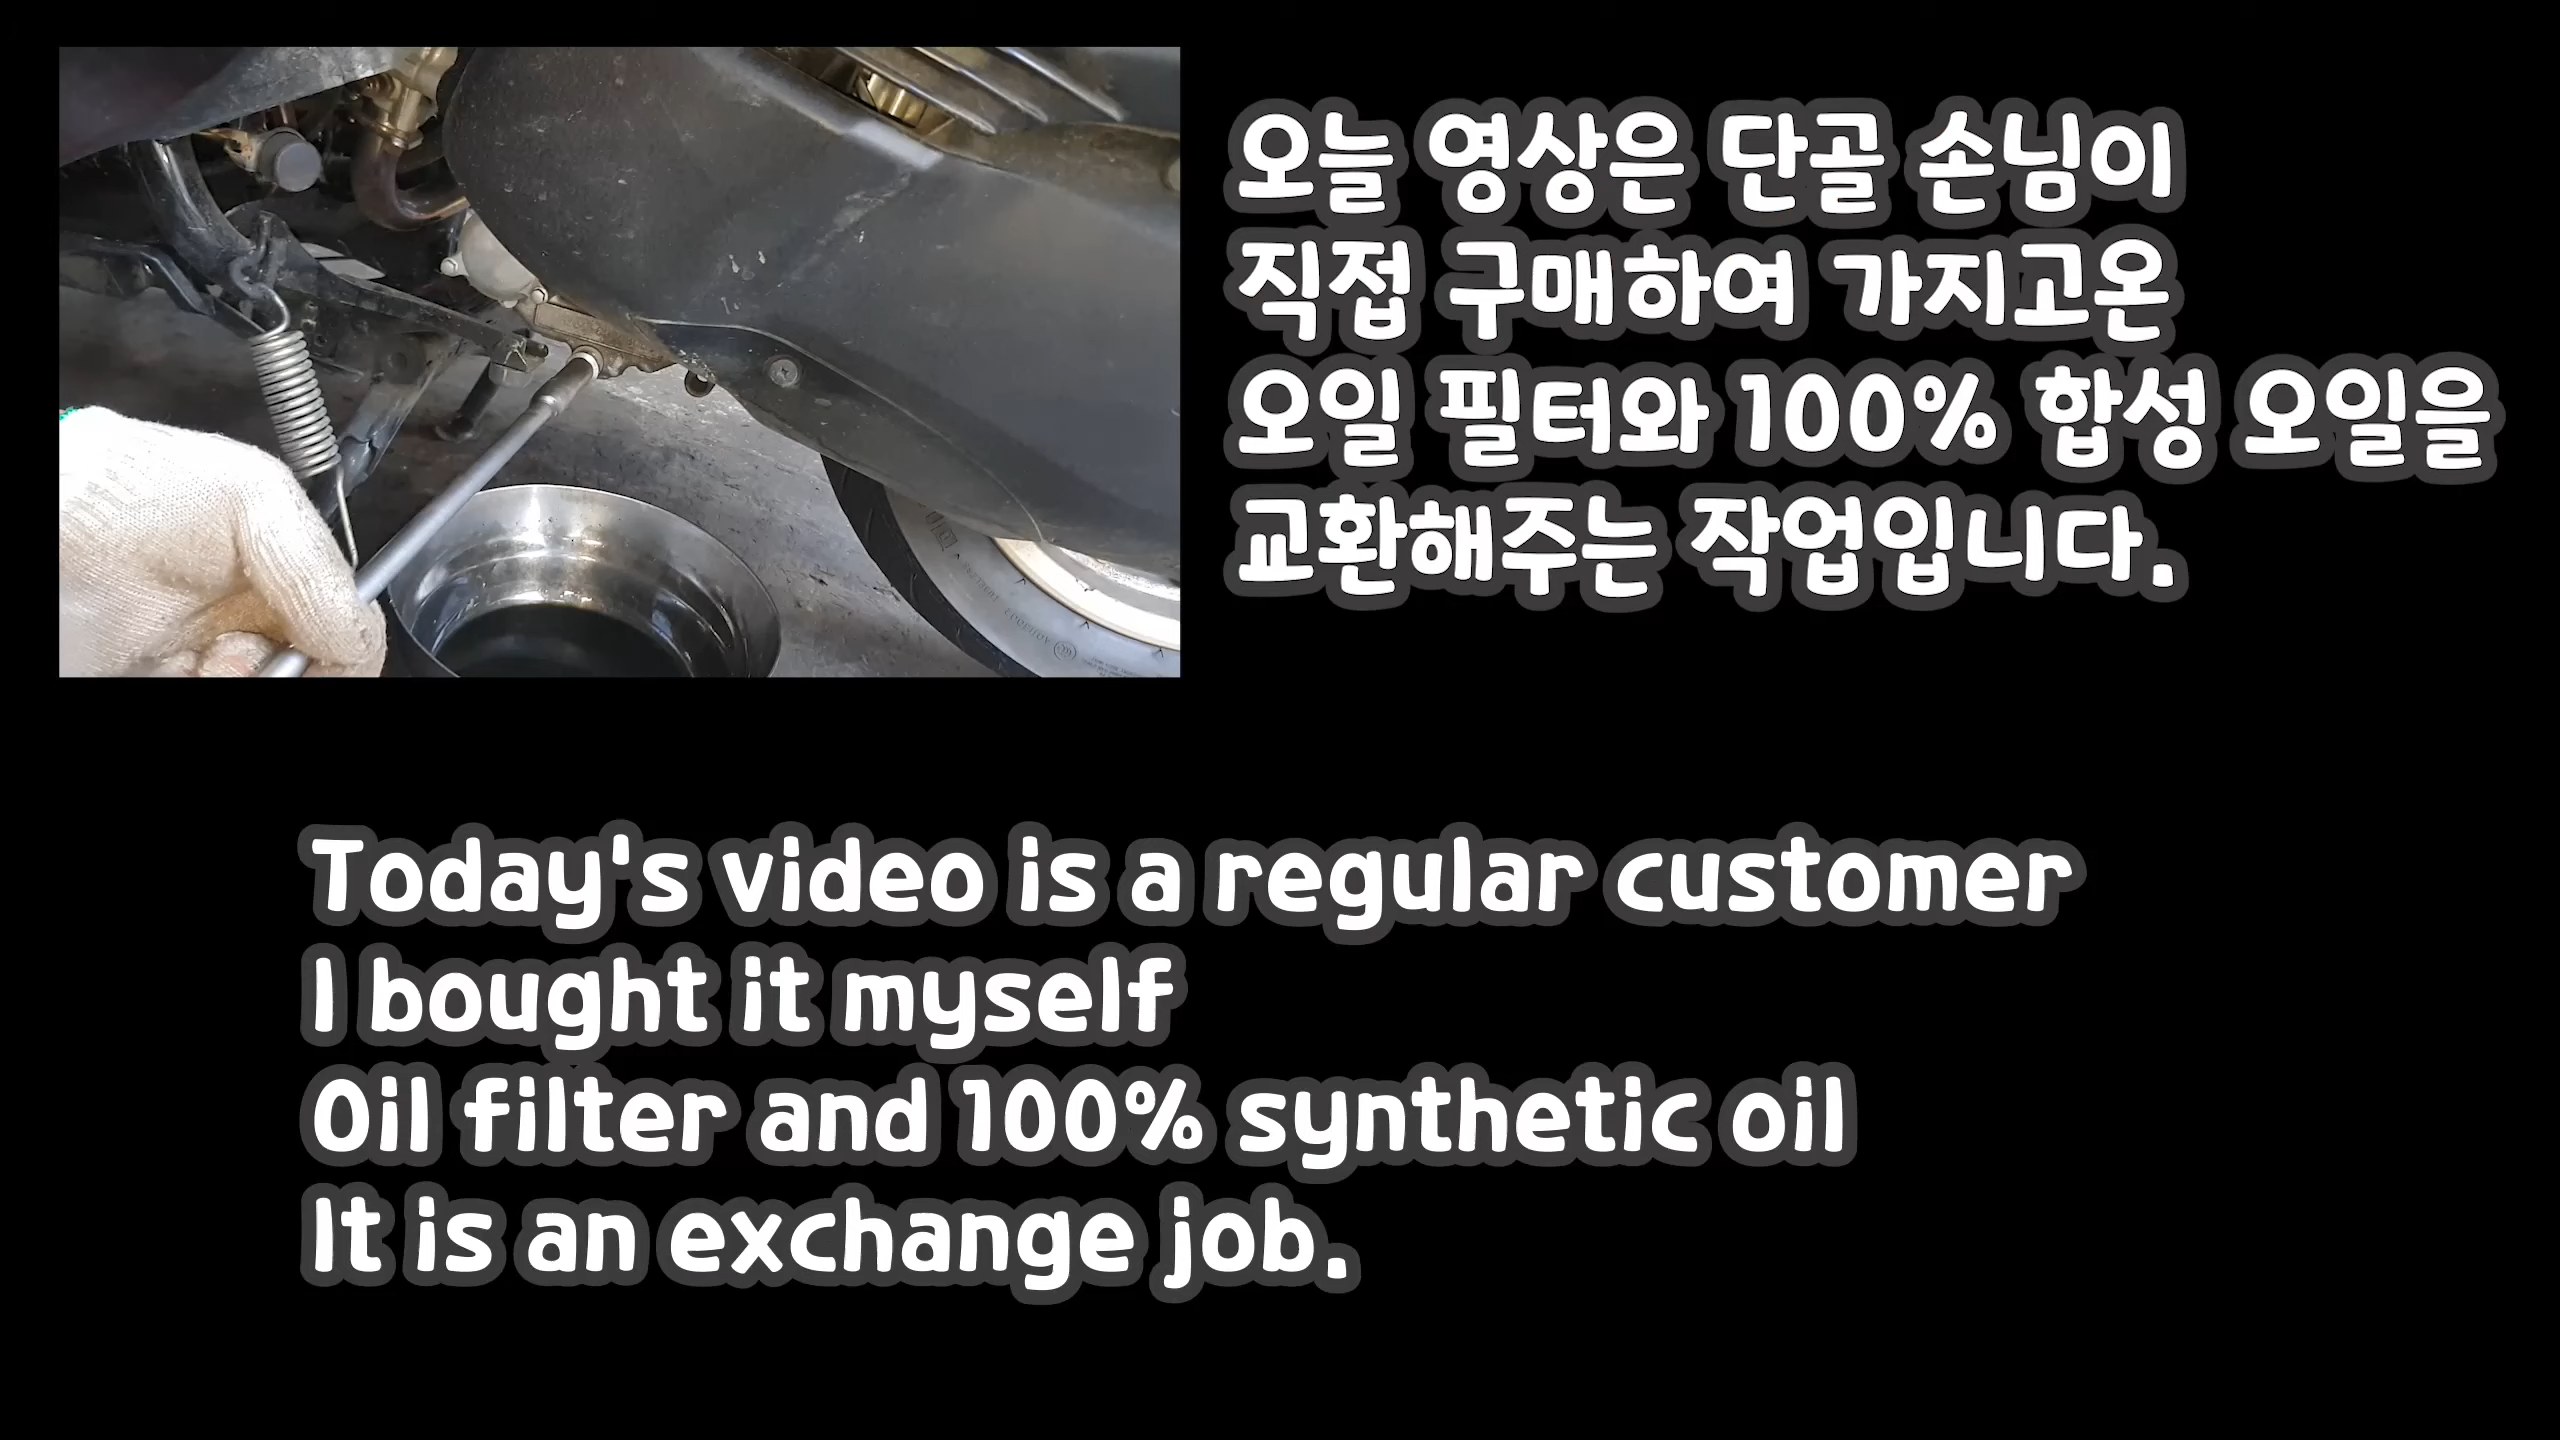 오늘 영상은 단골 손님이
직접 구매하여 가지고온
오일 필터와 100% 합성 오일을
교환해주는 작업입니다.
Today's video is a regular customer
I bought it myself
Oil filter and 100% synthetic oil
It is an exchange job.